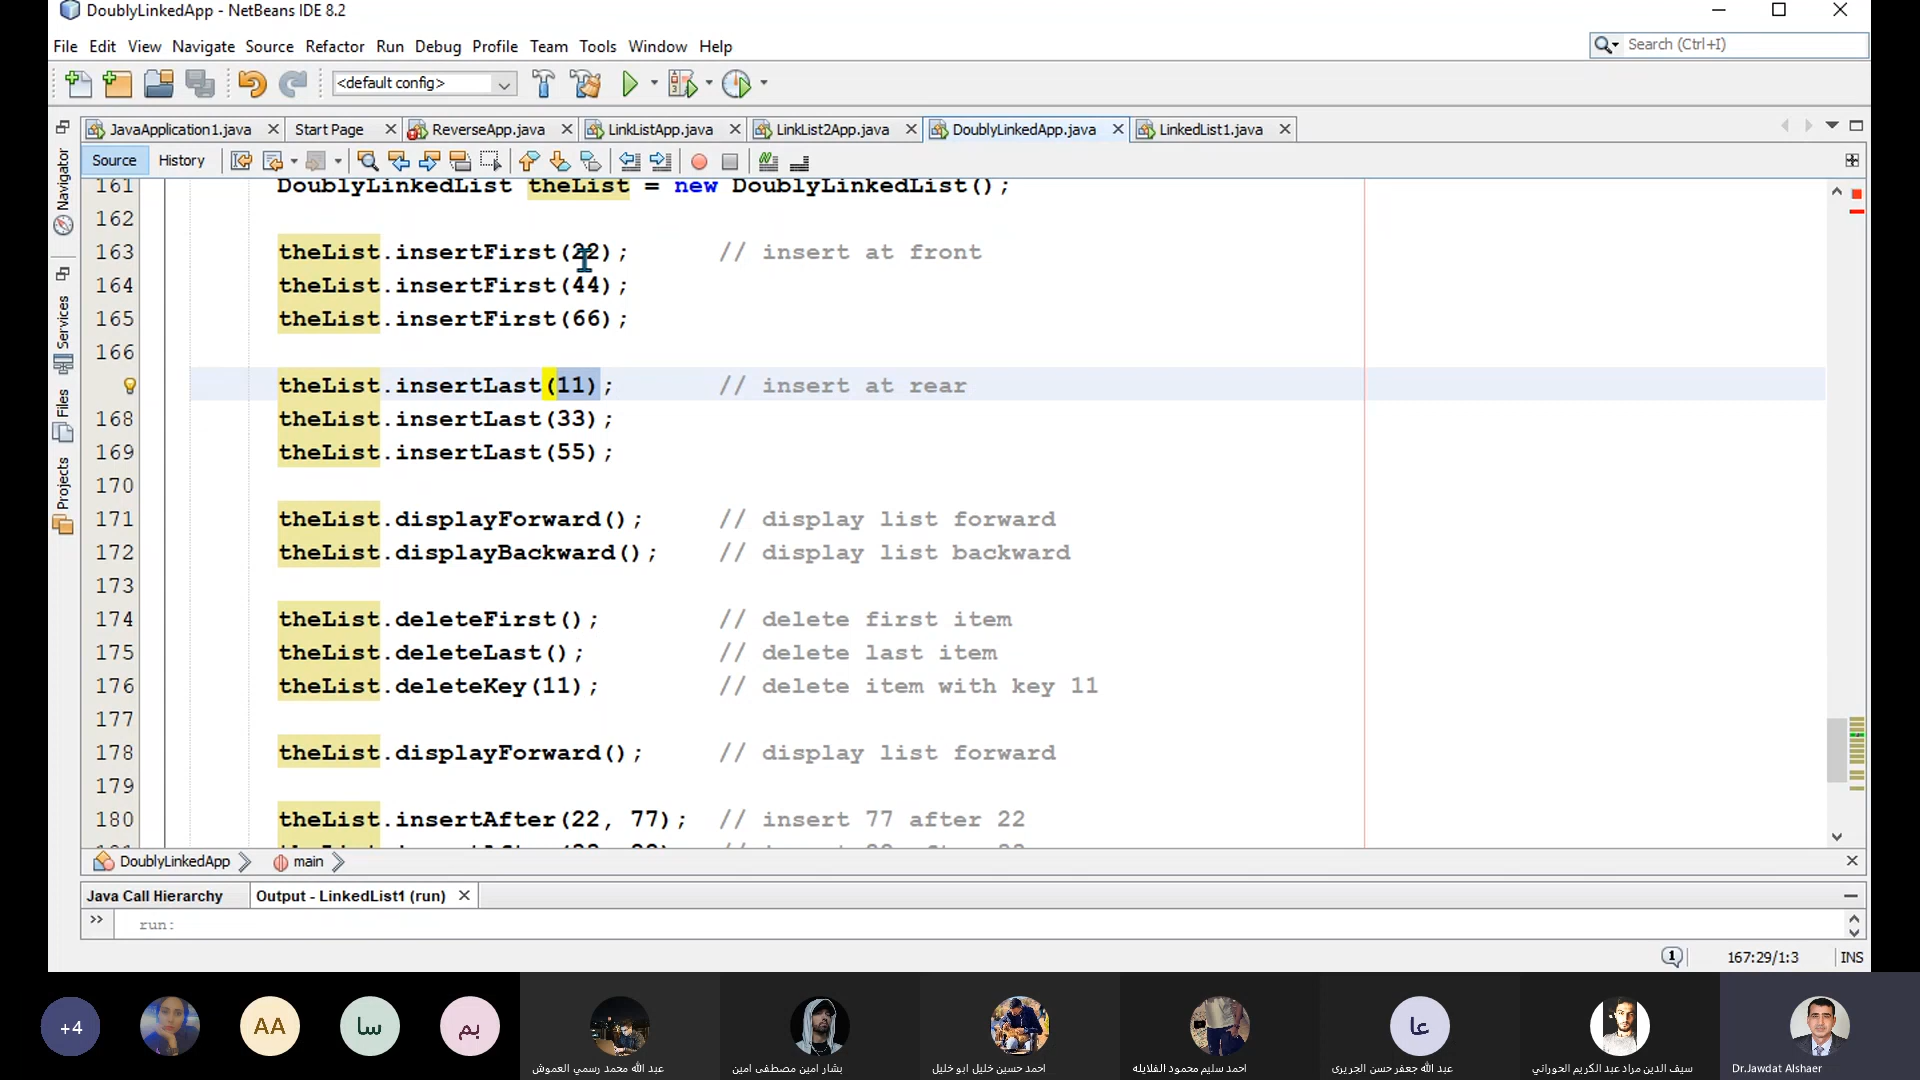 DoublyLinkedApp - NetBeans IDE 8.2
File Edit View Navigate Source Refactor Run Debug Profile Team Tools Window Help
Search (Ctrl+I)
<default config>
JavaApplication1.java Start Page ReverseApp.java LinkListApp.java LinkList2App.java DoublyLinkedApp.java LinkedList1.java
Source History
Navigator
Services
Files
Projects
161 DoublyLinkedList theList = new DoublyLinkedList();
162
163 theList.insertFirst(22); // insert at front
164 theList.insertFirst(44);
165 theList.insertFirst(66);
166
theList.insertLast(11); // insert at rear
168 theList.insertLast(33);
169 theList.insertLast(55);
170
171 theList.displayForward(); // display list forward
172 theList.displayBackward(); // display list backward
173
174 theList.deleteFirst(); // delete first item
175 theList.deleteLast(); // delete last item
176 theList.deleteKey(11); // delete item with key 11
177
178 theList.displayForward(); // display list forward
179
180 theList.insertAfter(22, 77); // insert 77 after 22
DoublyLinkedApp main
Java Call Hierarchy Output - LinkedList1 (run)
run:
1 167:29/1:3 INS
+4 AA سا بم عا
عبد الله محمد رسمي العموش
بشار امين مصطفى امين
احمد حسين خليل ابو خليل
احمد سليم محمود الفلايله
عبد الله جعفر حسن الجريرى
سيف الدين مراد عبد الكريم الحوراني
Dr.Jawdat Alshaer